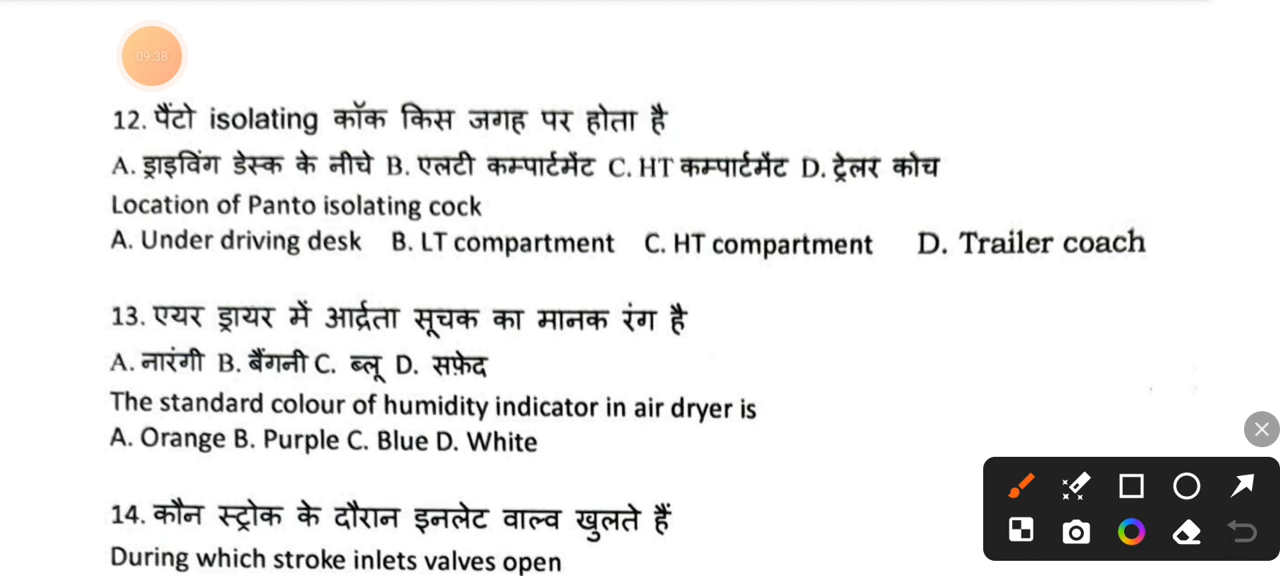 09:38
12. पैंटो isolating कॉक किस जगह पर होता है
A. ड्राइविंग डेस्क के नीचे B. एलटी कम्पार्टमेंट C. HT कम्पार्टमेंट D. ट्रेलर कोच
Location of Panto isolating cock
A. Under driving desk B. LT compartment C. HT compartment D. Trailer coach
13. एयर ड्रायर में आर्द्रता सूचक का मानक रंग है
A. नारंगी B. बैंगनी C. ब्लू D. सफ़ेद
The standard colour of humidity indicator in air dryer is
A. Orange B. Purple C. Blue D. White
14. कौन स्ट्रोक के दौरान इनलेट वाल्व खुलते हैं
During which stroke inlets valves open